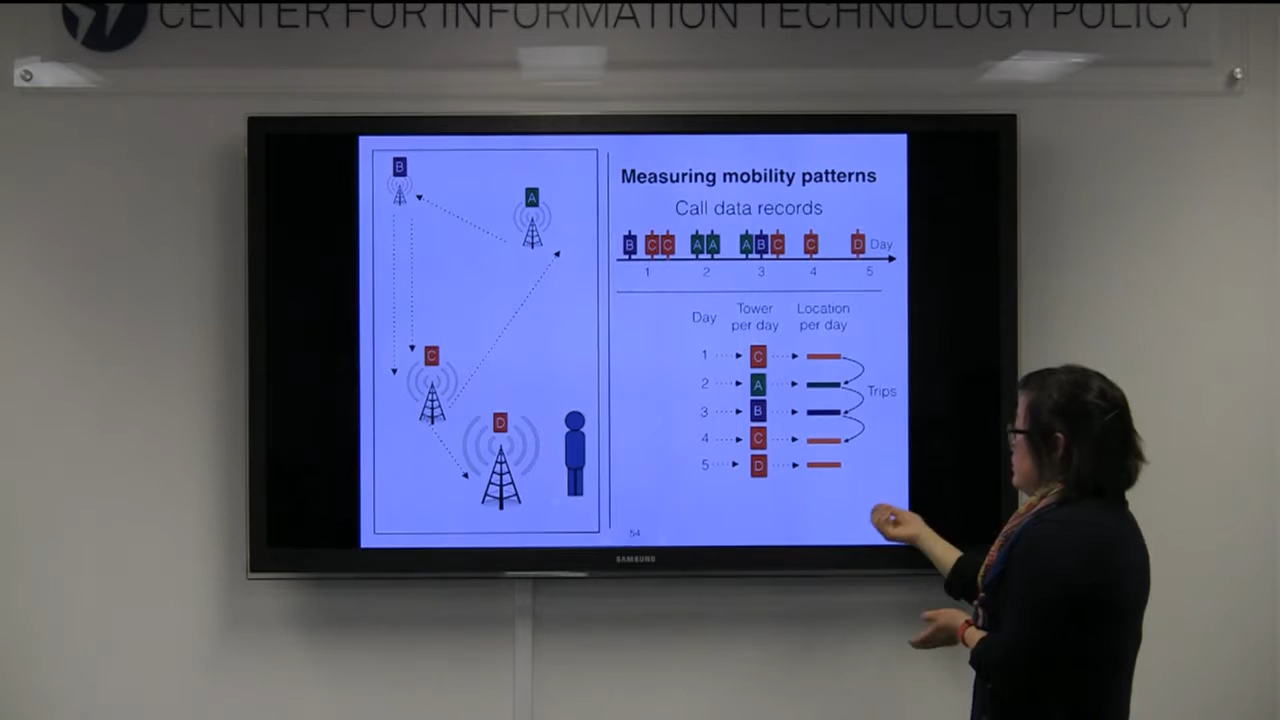 CENTER FOR INFORMATION TECHNOLOGY POLICY
B
A
C
D
Measuring mobility patterns
Call data records
B C C A A A B C C D Day
1 2 3 4 5
Day Tower per day Location per day
1 C
2 A
Trips
3 B
4 C
5 D
54
SAMSUNG